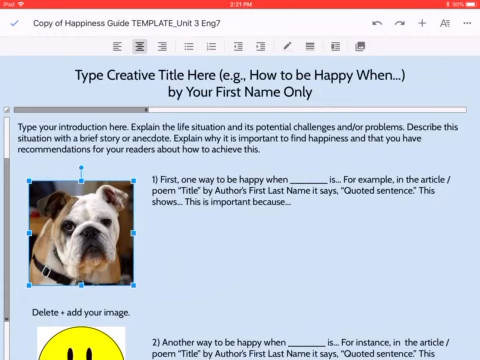 iPad
2:21 PM
90%
Copy of Happiness Guide TEMPLATE_Unit 3 Eng7
Type Creative Title Here (e.g., How to be Happy When...)
by Your First Name Only
Type your introduction here. Explain the life situation and its potential challenges and/or problems. Describe this
situation with a brief story or anecdote. Explain why it is important to find happiness and that you have
recommendations for your readers about how to achieve this.
1) First, one way to be happy when ________ is... For example, in the article /
poem “Title” by Author's First Last Name it says, “Quoted sentence.” This
shows... This is important because...
Delete + add your image.
2) Another way to be happy when ________ is... For instance, in the article /
poem “Title” by Author's First Last Name it says, “Quoted sentence.” This